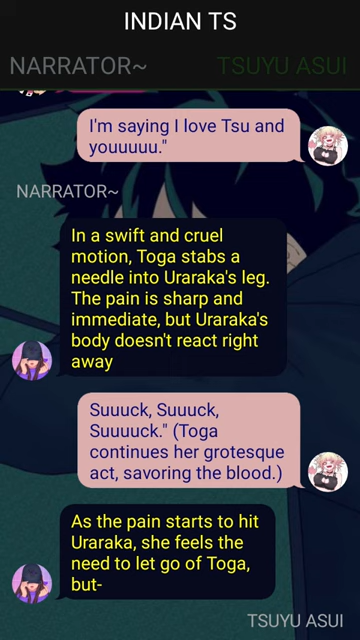 INDIAN TS
NARRATOR~ TSUYU ASUI
I'm saying I love Tsu and
youuuuu."
NARRATOR~
In a swift and cruel
motion, Toga stabs a
needle into Uraraka's leg.
The pain is sharp and
immediate, but Uraraka's
body doesn't react right
away
Suuuck, Suuuck,
Suuuuck." (Toga
continues her grotesque
act, savoring the blood.)
As the pain starts to hit
Uraraka, she feels the
need to let go of Toga,
but-
TSUYU ASUI